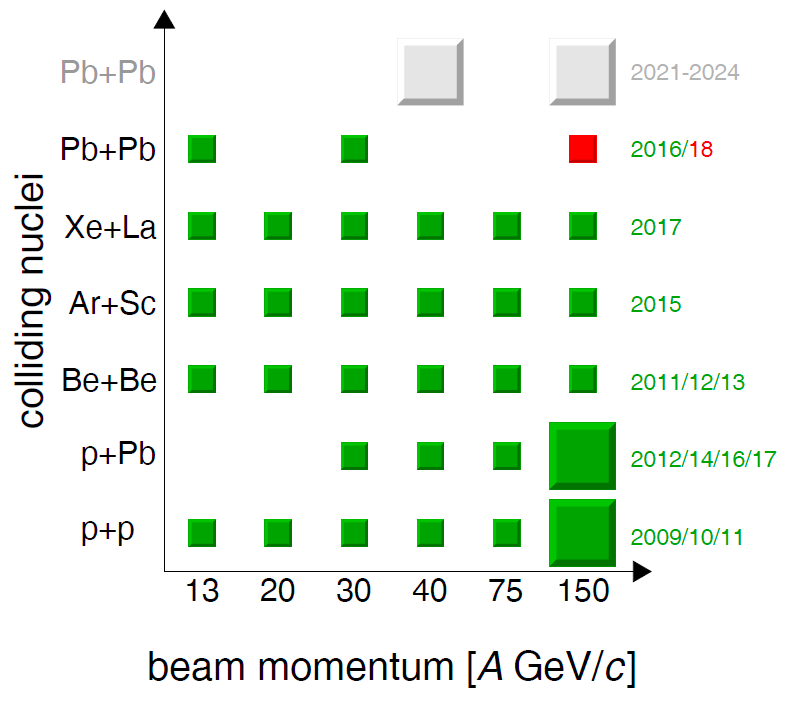 Pb+Pb 2021-2024
Pb+Pb 2016/18
Xe+La 2017
Ar+Sc 2015
Be+Be 2011/12/13
p+Pb 2012/14/16/17
p+p 2009/10/11
colliding nuclei
13 20 30 40 75 150
beam momentum [A GeV/c]